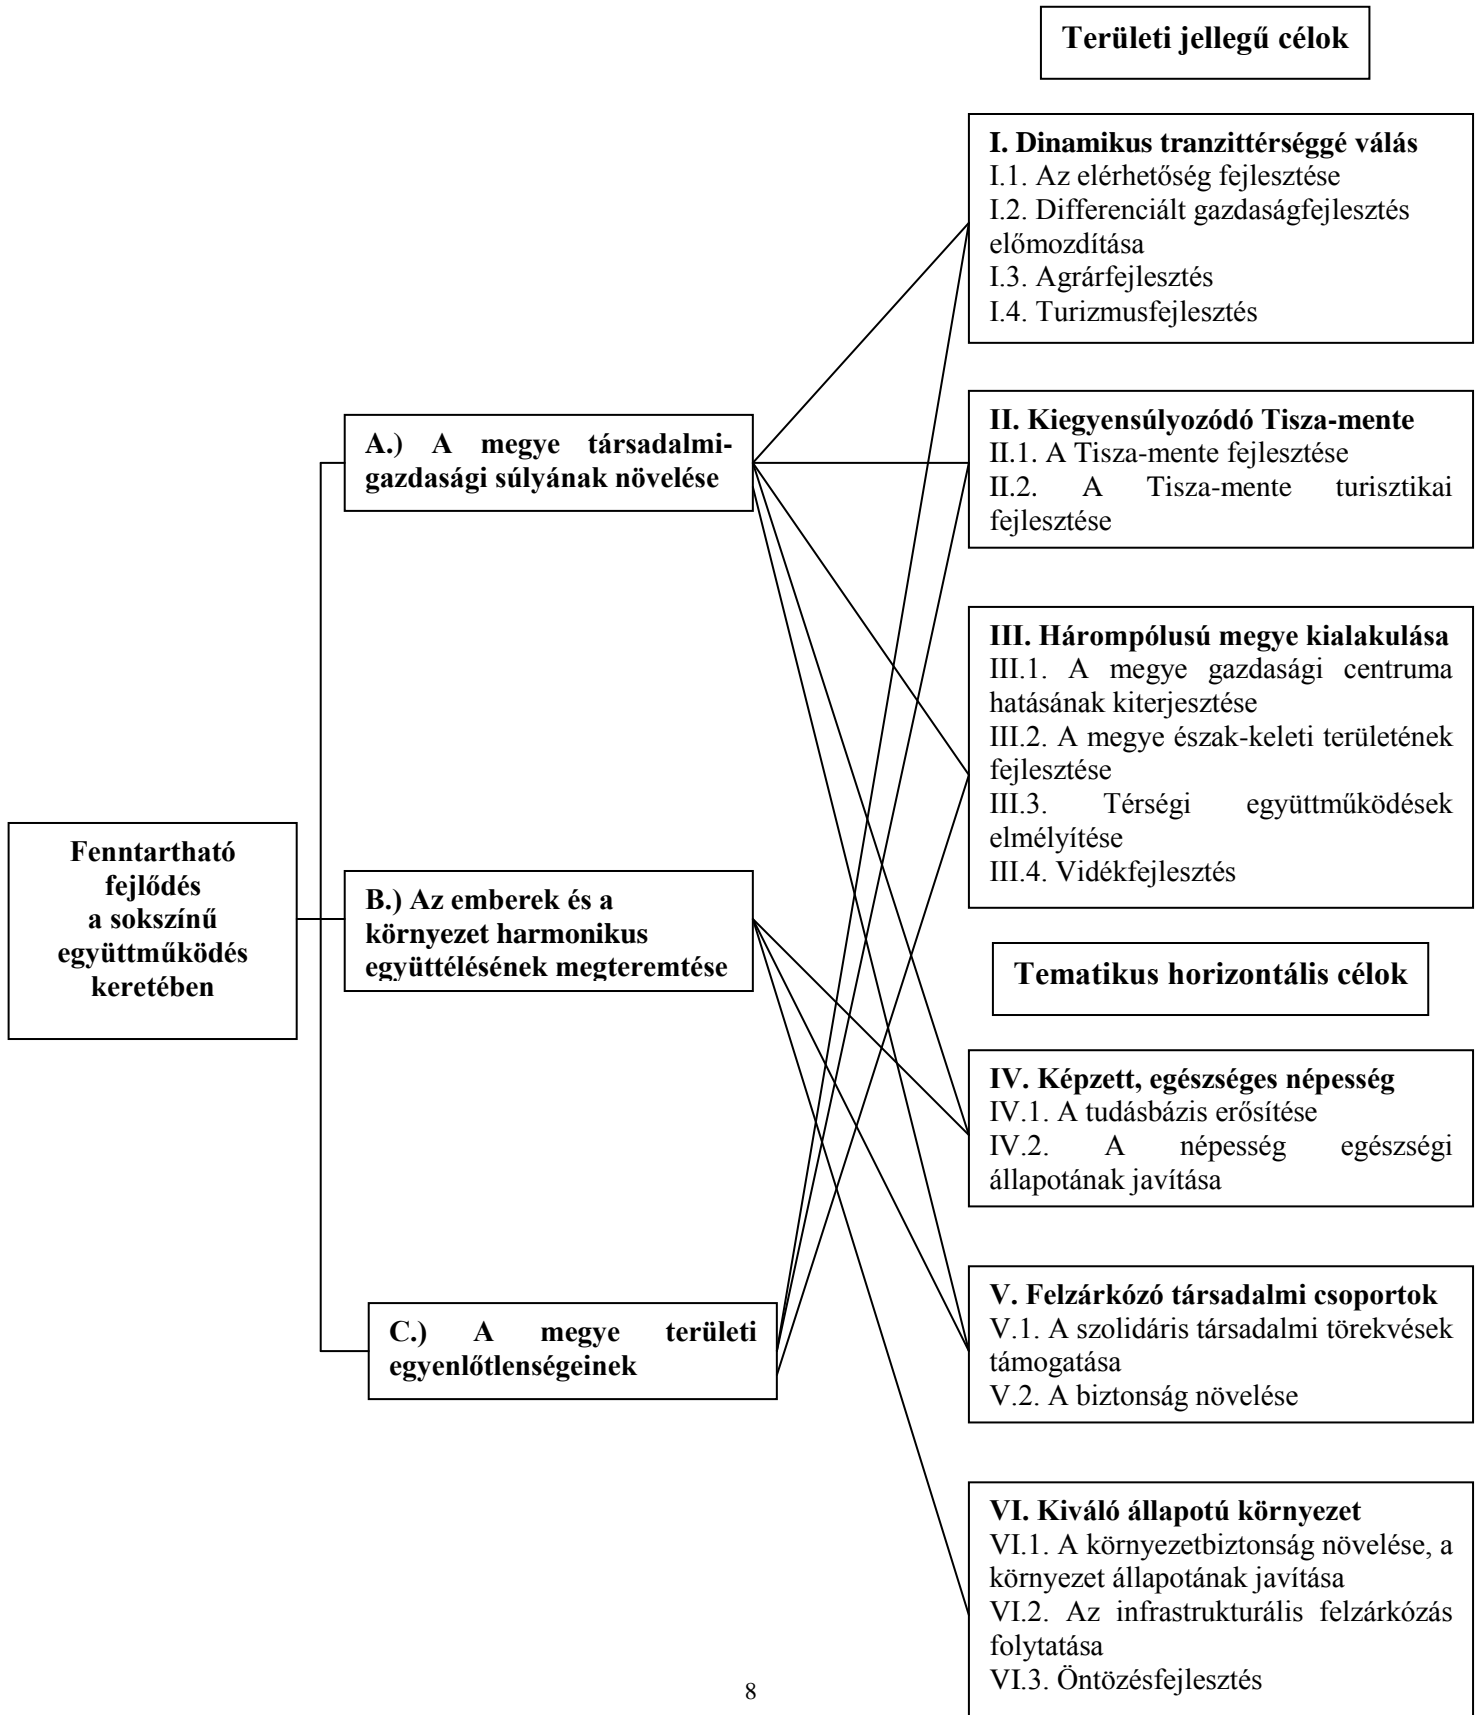 Területi jellegű célok
I. Dinamikus tranzittérséggé válás
I.1. Az elérhetőség fejlesztése
I.2. Differenciált gazdaságfejlesztés
előmozdítása
I.3. Agrárfejlesztés
I.4. Turizmusfejlesztés
II. Kiegyensúlyozódó Tisza-mente
II.1. A Tisza-mente fejlesztése
II.2. A Tisza-mente turisztikai
fejlesztése
A.) A megye társadalmi-
gazdasági súlyának növelése
III. Hárompólusú megye kialakulása
III.1. A megye gazdasági centruma
hatásának kiterjesztése
III.2. A megye észak-keleti területének
fejlesztése
III.3. Térségi együttműködések
elmélyítése
III.4. Vidékfejlesztés
Fenntartható
fejlődés
a sokszínű
együttműködés
keretében
B.) Az emberek és a
környezet harmonikus
együttélésének megteremtése
Tematikus horizontális célok
IV. Képzett, egészséges népesség
IV.1. A tudásbázis erősítése
IV.2. A népesség egészségi
állapotának javítása
C.) A megye területi
egyenlőtlenségeinek
V. Felzárkózó társadalmi csoportok
V.1. A szolidáris társadalmi törekvések
támogatása
V.2. A biztonság növelése
VI. Kiváló állapotú környezet
VI.1. A környezetbiztonság növelése, a
környezet állapotának javítása
VI.2. Az infrastrukturális felzárkózás
folytatása
VI.3. Öntözésfejlesztés
8